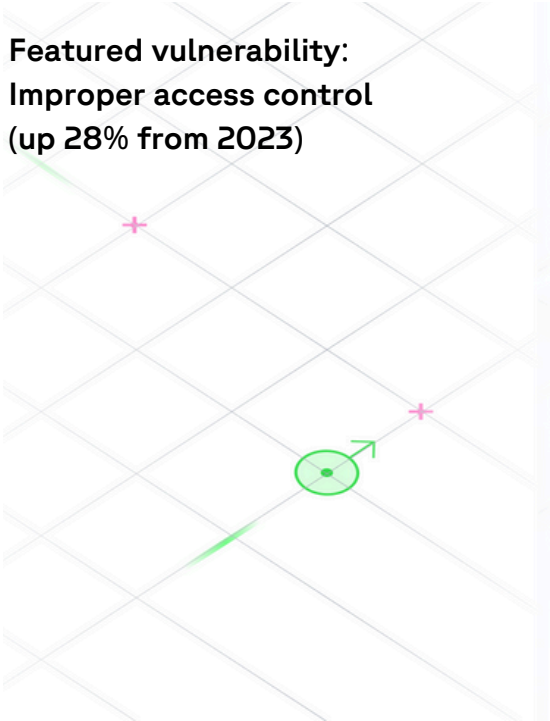 Featured vulnerability:
Improper access control
(up 28% from 2023)